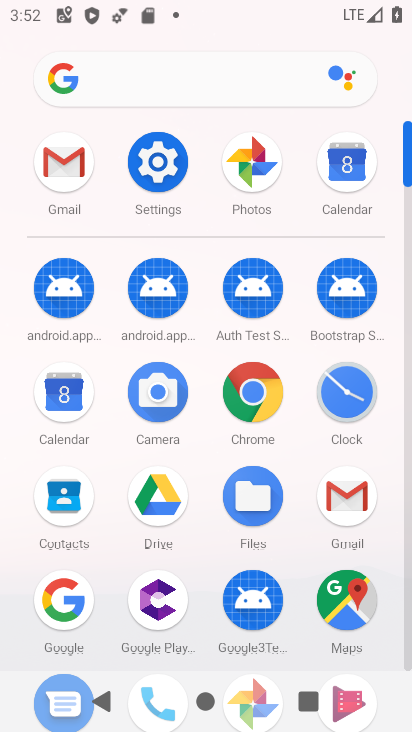 3:52 LTE
Gmail Settings Photos Calendar
android.app... android.app... Auth Test S... Bootstrap S...
Calendar Camera Chrome Clock
Contacts Drive Files Gmail
Google Google Play... Google3Te... Maps